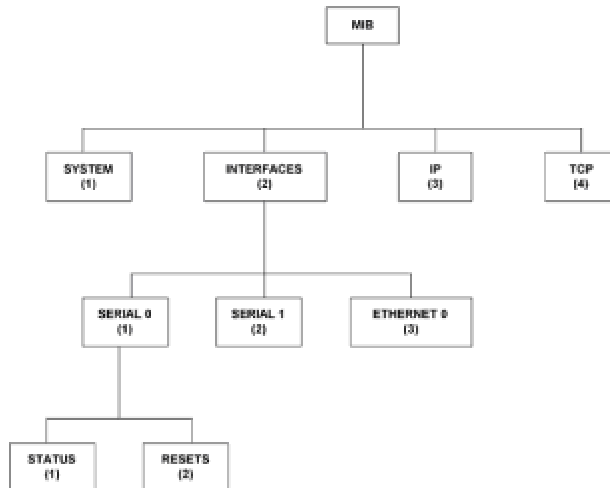 MIB
SYSTEM
(1)
INTERFACES
(2)
IP
(3)
TCP
(4)
SERIAL 0
(1)
SERIAL 1
(2)
ETHERNET 0
(3)
STATUS
(1)
RESETS
(2)